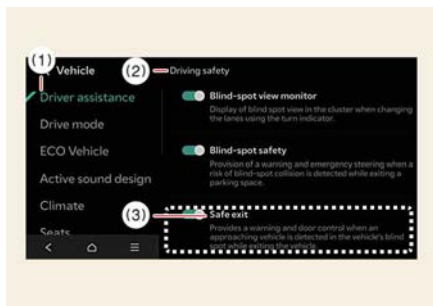 (1)
Vehicle
(2)
Driving safety
Driver assistance
Drive mode
ECO Vehicle
Active sound design
Climate
Seats
Blind-spot view monitor
Display of blind spot view in the cluster when changing
the lanes using the turn indicator.
Blind-spot safety
Provision of a warning and emergency steering when a
risk of blind-spot collision is detected while exiting a
parking space.
(3)
Safe exit
Provides a warning and door control when an
approaching vehicle is detected in the vehicle's blind
spot while exiting the vehicle.